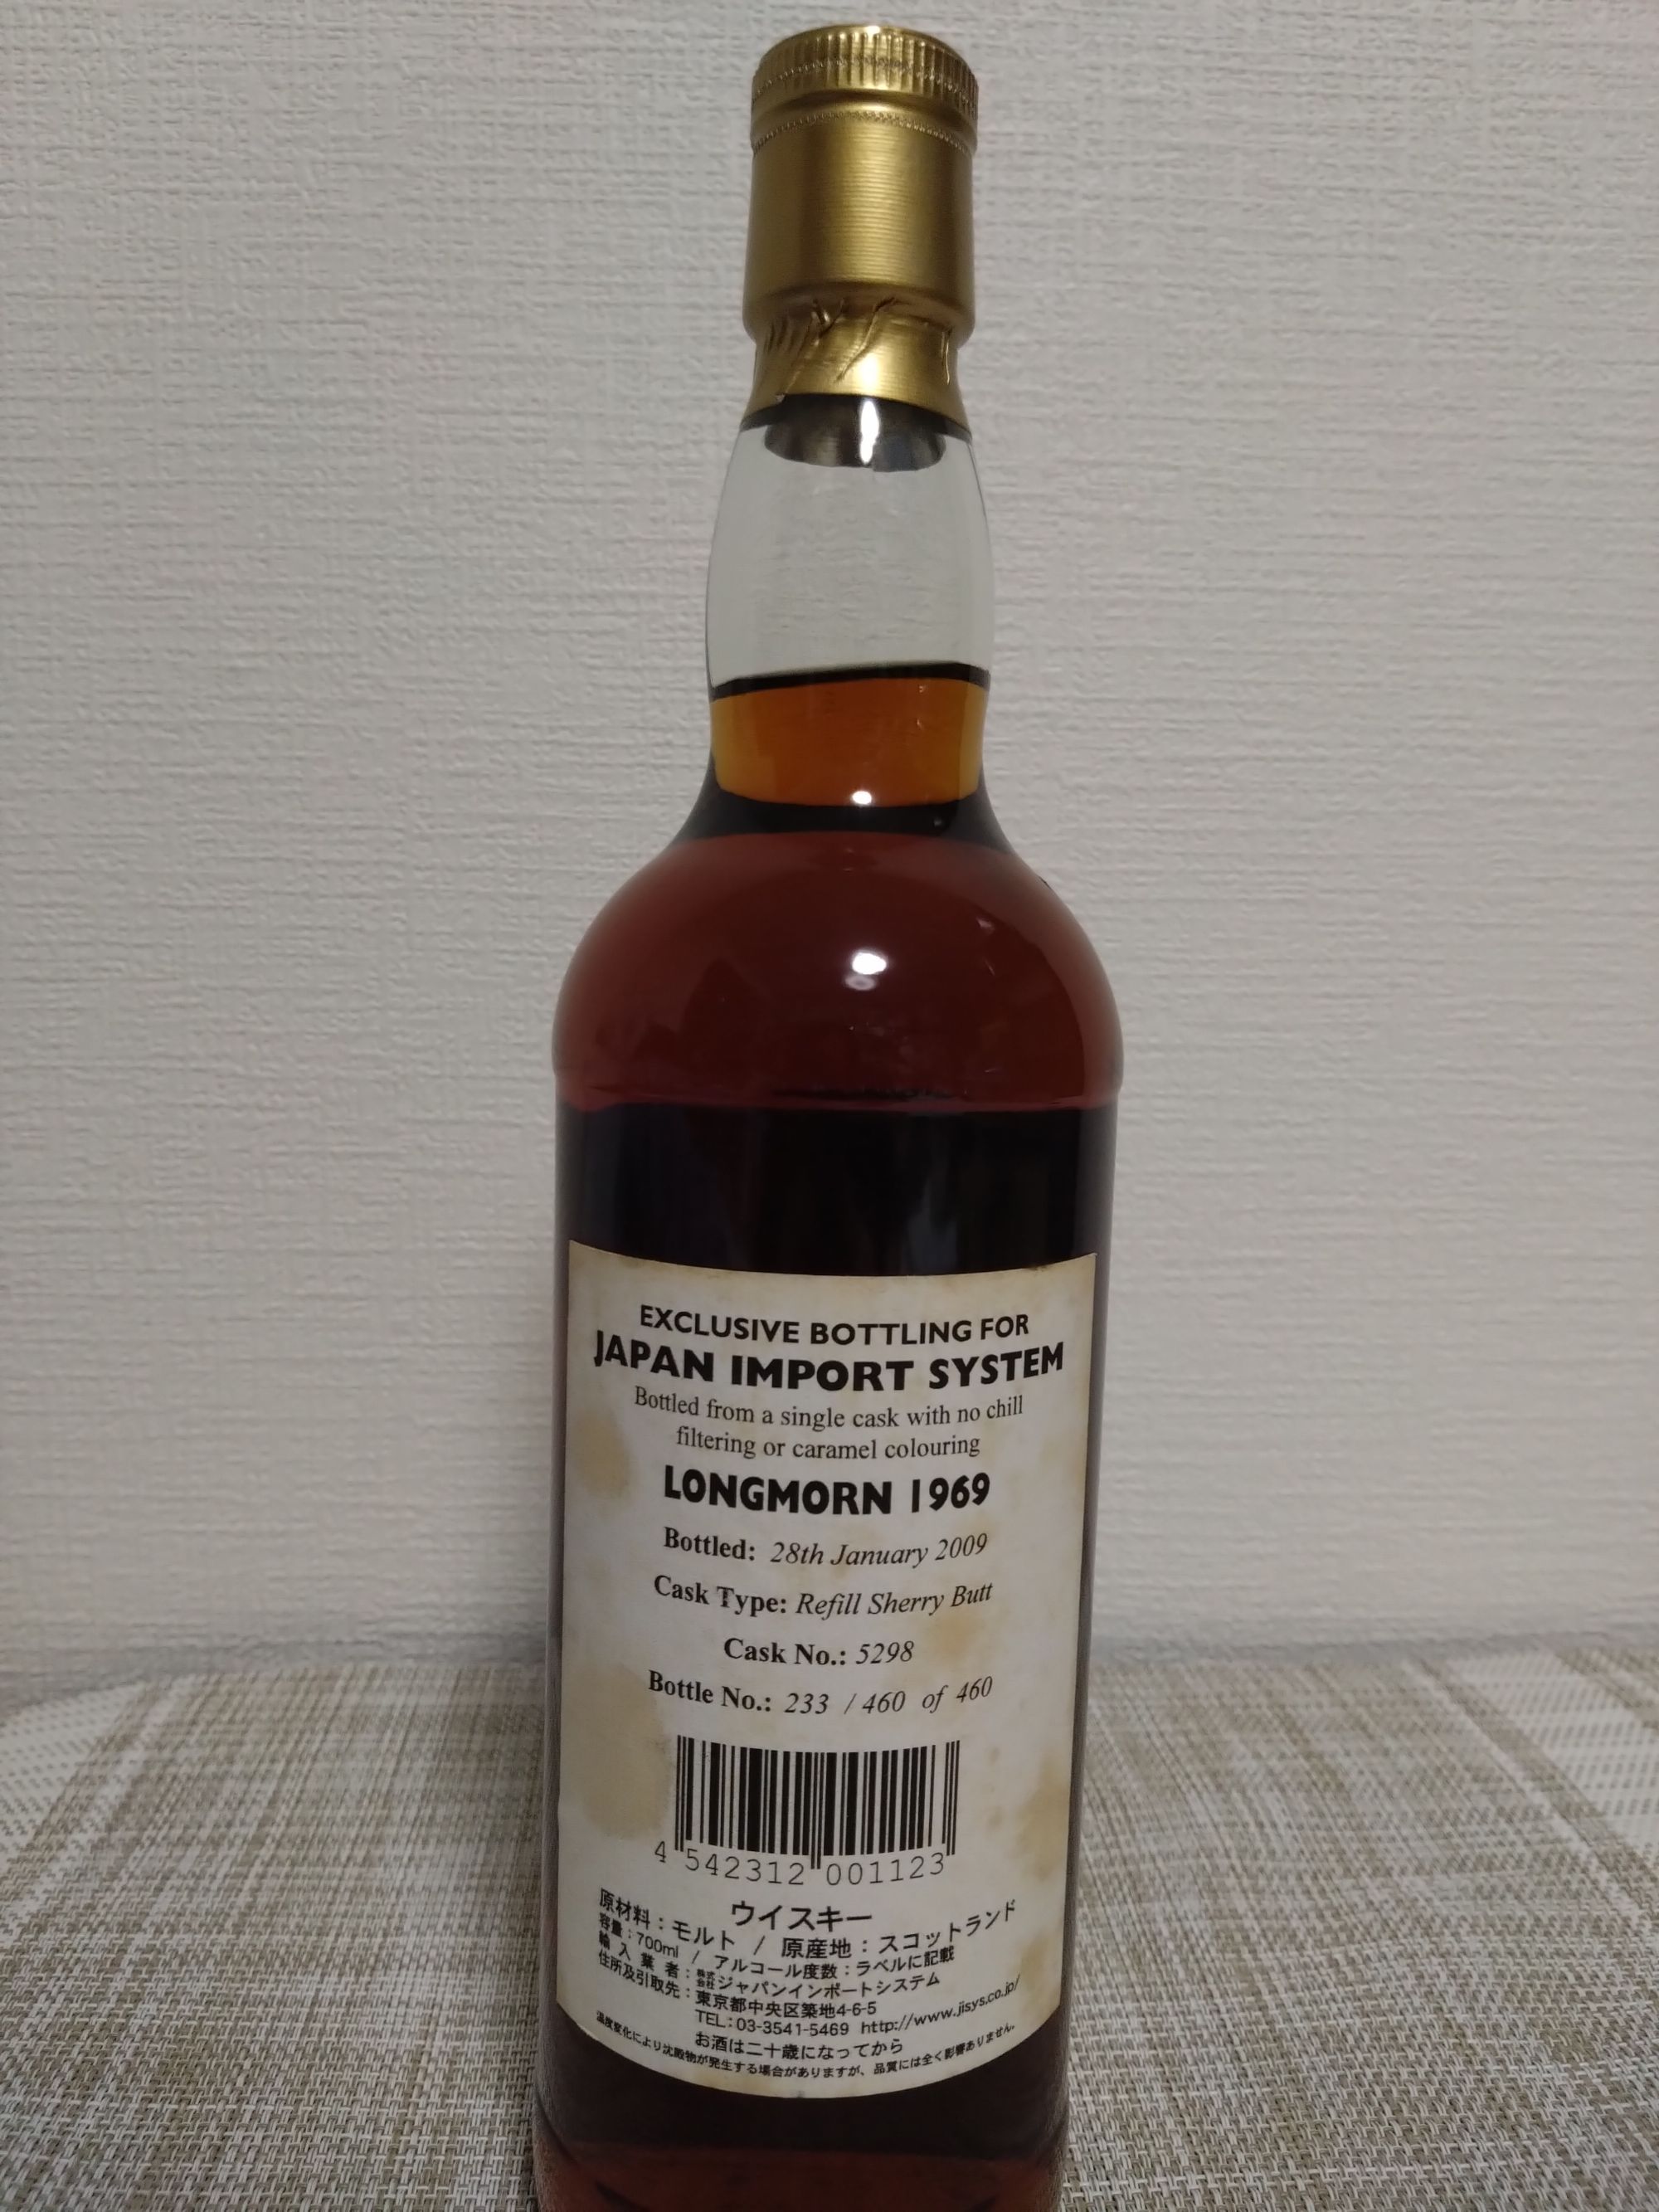 EXCLUSIVE BOTTLING FOR
JAPAN IMPORT SYSTEM
Bottled from a single cask with no chill
filtering or caramel colouring
LONGMORN 1969
Bottled: 28th January 2009
Cask Type: Refill Sherry Butt
Cask No.: 5298
Bottle No.: 233 / 460 of 460
4 542312 001123
ウイスキー
原材料：モルト / 原産地：スコットランド
容量：700ml / アルコール度数：ラベルに記載
輸入業者：株式会社ジャパンインポートシステム
住所及引取先：東京都中央区築地4-6-5
TEL：03-3541-5469 http://www.jisys.co.jp/
お酒は二十歳になってから
温度変化により沈殿物が発生する場合がありますが、品質には全く影響ありません。